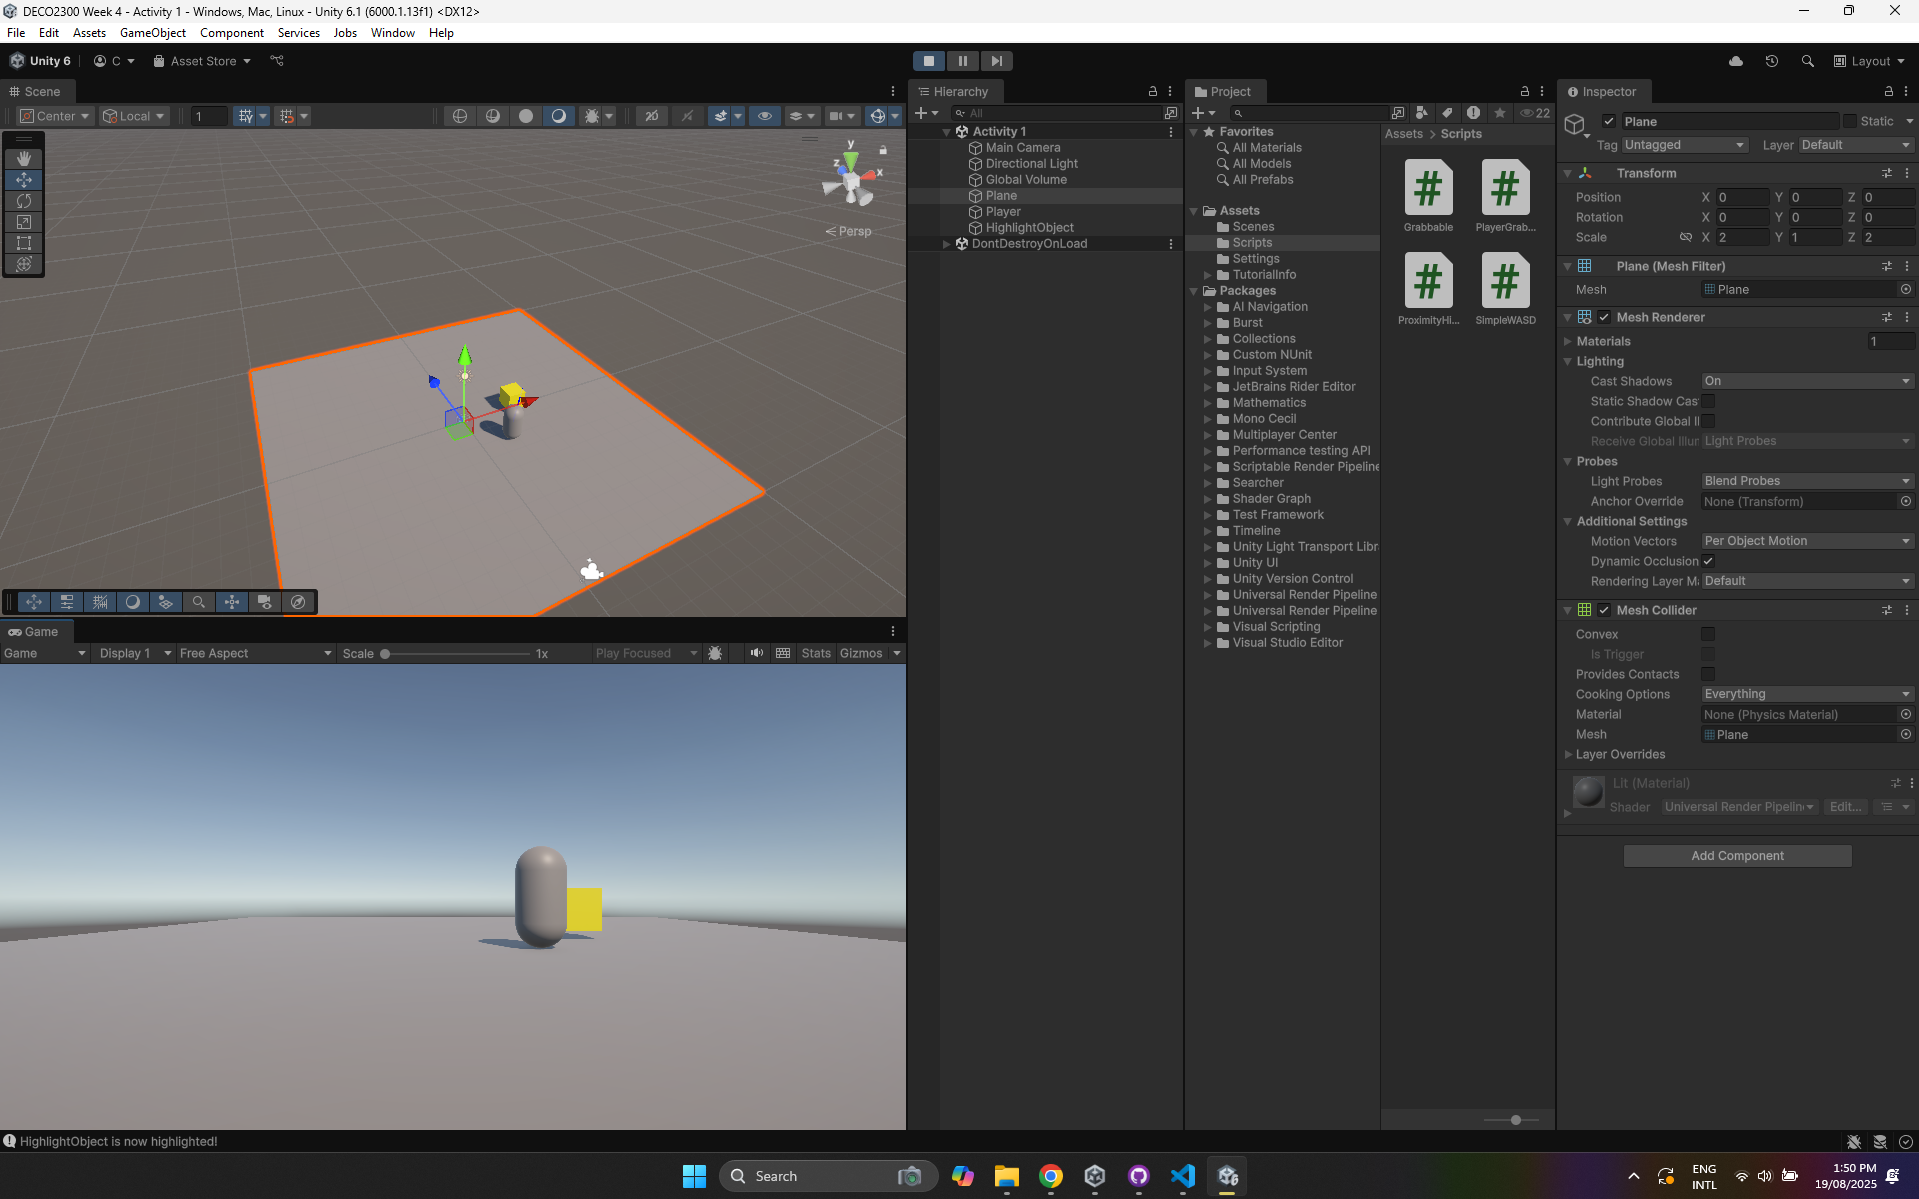 DECO2300 Week 4 - Activity 1 - Windows, Mac, Linux - Unity 6.1 (6000.1.13f1) <DX12>
File Edit Assets GameObject Component Services Jobs Window Help
Unity 6 C Asset Store Layout
Scene
Center Local 1 2D
y
x
z
Persp
Game
Game Display 1 Free Aspect Scale 1x Play Focused Stats Gizmos
HighlightObject is now highlighted!
Hierarchy
All
Activity 1
Main Camera
Directional Light
Global Volume
Plane
Player
HighlightObject
DontDestroyOnLoad
Project
22
Favorites
All Materials
All Models
All Prefabs
Assets
Scenes
Scripts
Settings
TutorialInfo
Packages
AI Navigation
Burst
Collections
Custom NUnit
Input System
JetBrains Rider Editor
Mathematics
Mono Cecil
Multiplayer Center
Performance testing API
Scriptable Render Pipeline
Searcher
Shader Graph
Test Framework
Timeline
Unity Light Transport Libr
Unity UI
Unity Version Control
Universal Render Pipeline
Universal Render Pipeline
Visual Scripting
Visual Studio Editor
Assets > Scripts
# #
Grabbable PlayerGrab...
# #
ProximityHi... SimpleWASD
Inspector
Plane Static
Tag Untagged Layer Default
Transform
Position X 0 Y 0 Z 0
Rotation X 0 Y 0 Z 0
Scale X 2 Y 1 Z 2
Plane (Mesh Filter)
Mesh Plane
Mesh Renderer
Materials 1
Lighting
Cast Shadows On
Static Shadow Cas
Contribute Global Il
Receive Global Illur Light Probes
Probes
Light Probes Blend Probes
Anchor Override None (Transform)
Additional Settings
Motion Vectors Per Object Motion
Dynamic Occlusion
Rendering Layer M Default
Mesh Collider
Convex
Is Trigger
Provides Contacts
Cooking Options Everything
Material None (Physics Material)
Mesh Plane
Layer Overrides
Lit (Material)
Shader Universal Render Pipelin Edit...
Add Component
Search
ENG
INTL
1:50 PM
19/08/2025